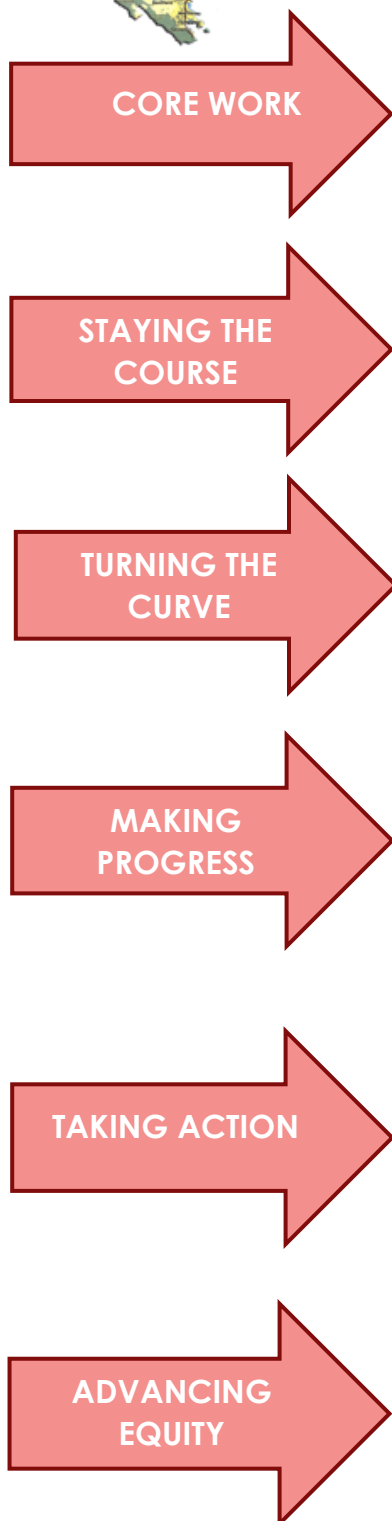 CORE WORK
STAYING THE
COURSE
TURNING THE
CURVE
MAKING
PROGRESS
TAKING ACTION
ADVANCING
EQUITY